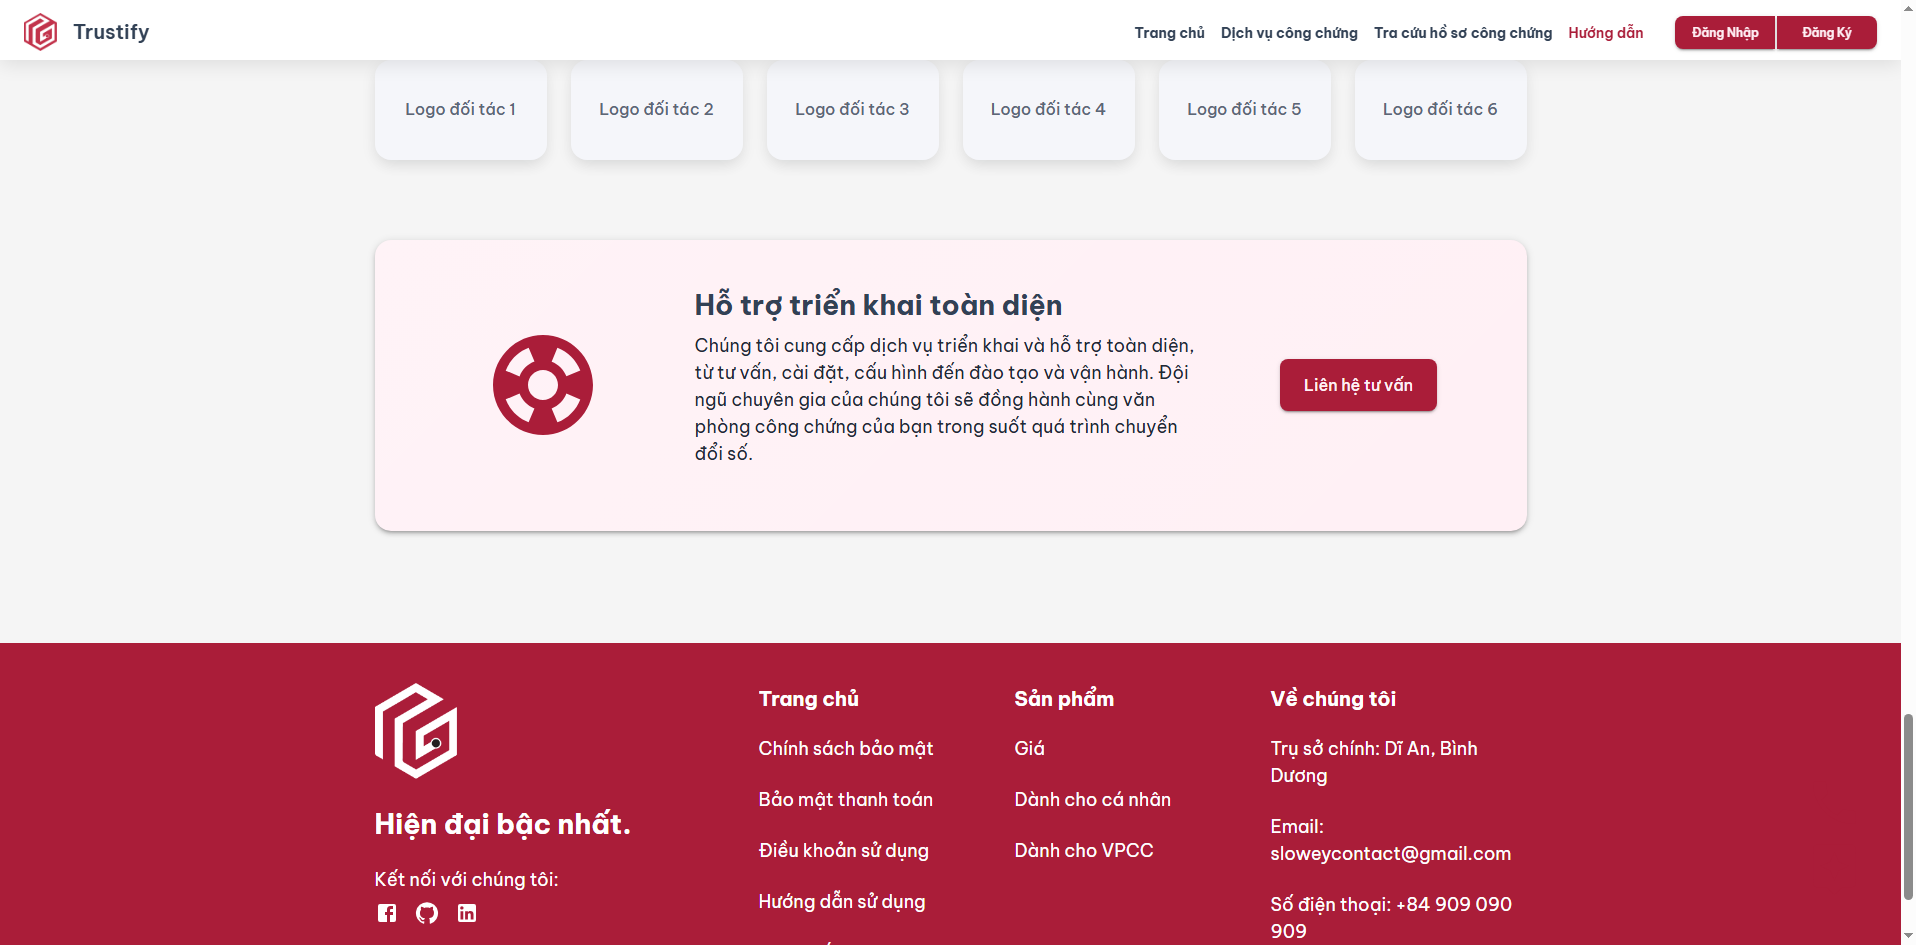 Trustify
Trang chủ
Dịch vụ công chứng
Tra cứu hồ sơ công chứng
Hướng dẫn
Đăng Nhập
Đăng Ký
Logo đối tác 1
Logo đối tác 2
Logo đối tác 3
Logo đối tác 4
Logo đối tác 5
Logo đối tác 6
Hỗ trợ triển khai toàn diện
Chúng tôi cung cấp dịch vụ triển khai và hỗ trợ toàn diện,
từ tư vấn, cài đặt, cấu hình đến đào tạo và vận hành. Đội
ngũ chuyên gia của chúng tôi sẽ đồng hành cùng văn
phòng công chứng của bạn trong suốt quá trình chuyển
đổi số.
Liên hệ tư vấn
Hiện đại bậc nhất.
Kết nối với chúng tôi:
Trang chủ
Chính sách bảo mật
Bảo mật thanh toán
Điều khoản sử dụng
Hướng dẫn sử dụng
Sản phẩm
Giá
Dành cho cá nhân
Dành cho VPCC
Về chúng tôi
Trụ sở chính: Dĩ An, Bình
Dương
Email:
sloweycontact@gmail.com
Số điện thoại: +84 909 090
909